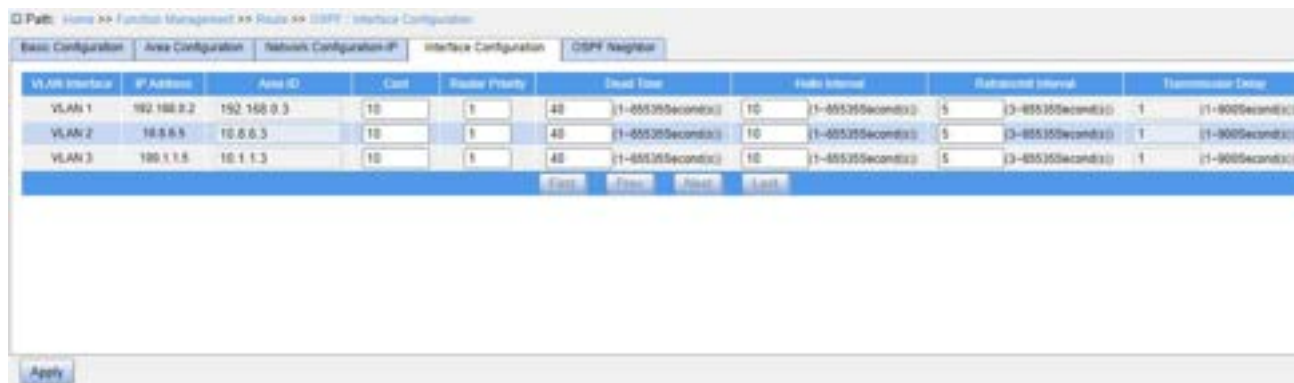 Path: Home >> Function Management >> Route >> OSPF : Interface Configuration
Basic Configuration Area Configuration Network Configuration-IP Interface Configuration OSPF Neighbor
VLAN Interface IP Address Area ID Cost Router Priority Dead Time Hello Interval Retransmit Interval Transmission Delay
VLAN 1 192.168.0.2 192.168.0.3 10 1 40 (1~65535Second(s)) 10 (1~65535Second(s)) 5 (3~65535Second(s)) 1 (1~900Second(s))
VLAN 2 10.8.6.3 10 1 40 (1~65535Second(s)) 10 (1~65535Second(s)) 5 (3~65535Second(s)) 1 (1~900Second(s))
VLAN 3 100.1.1.5 10.1.1.3 10 1 40 (1~65535Second(s)) 10 (1~65535Second(s)) 5 (3~65535Second(s)) 1 (1~900Second(s))
First Prev Next Last
Apply